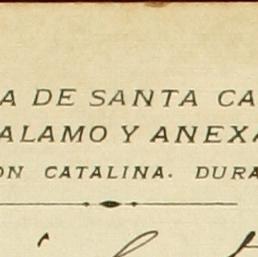 A DE SANTA CA
ALAMO Y ANEXA
ON CATALINA. DURA